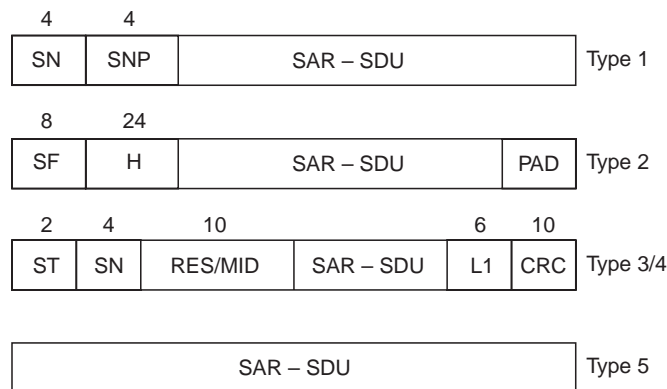 4 4
SN SNP SAR – SDU Type 1
8 24
SF H SAR – SDU PAD Type 2
2 4 10 6 10
ST SN RES/MID SAR – SDU L1 CRC Type 3/4
SAR – SDU Type 5